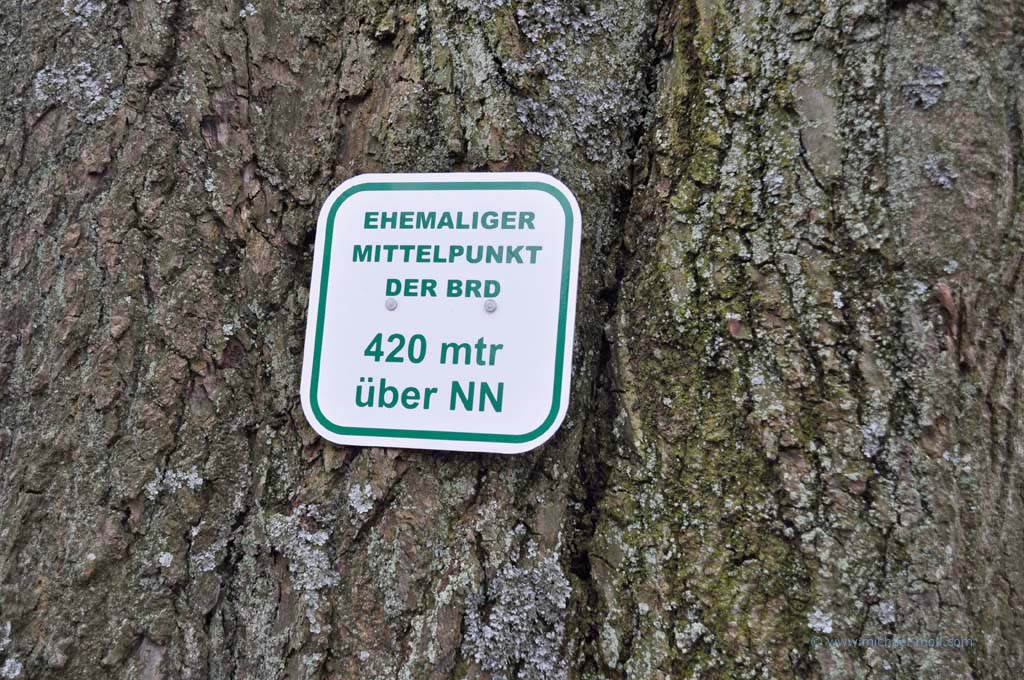 EHEMALIGER
MITTELPUNKT
DER BRD
420 mtr
über NN